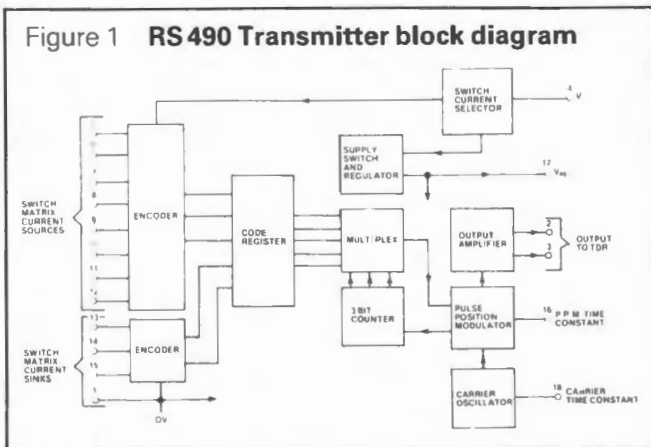 Figure 1 RS 490 Transmitter block diagram
SWITCH
CURRENT
SELECTOR
4
V
SUPPLY
SWITCH
AND
REGULATOR
17
SWITCH
MATRIX
CURRENT
SOURCES
7
8
9
11
12
ENCODER
CODE
REGISTER
MULTIPLEX
OUTPUT
AMPLIFIER
2
3
OUTPUT
TO TDR
3 BIT
COUNTER
PULSE
POSITION
MODULATOR
16
P P M TIME
CONSTANT
SWITCH
MATRIX
CURRENT
SINKS
13
14
15
1
ENCODER
0V
CARRIER
OSCILLATOR
18
CARRIER
TIME CONSTANT